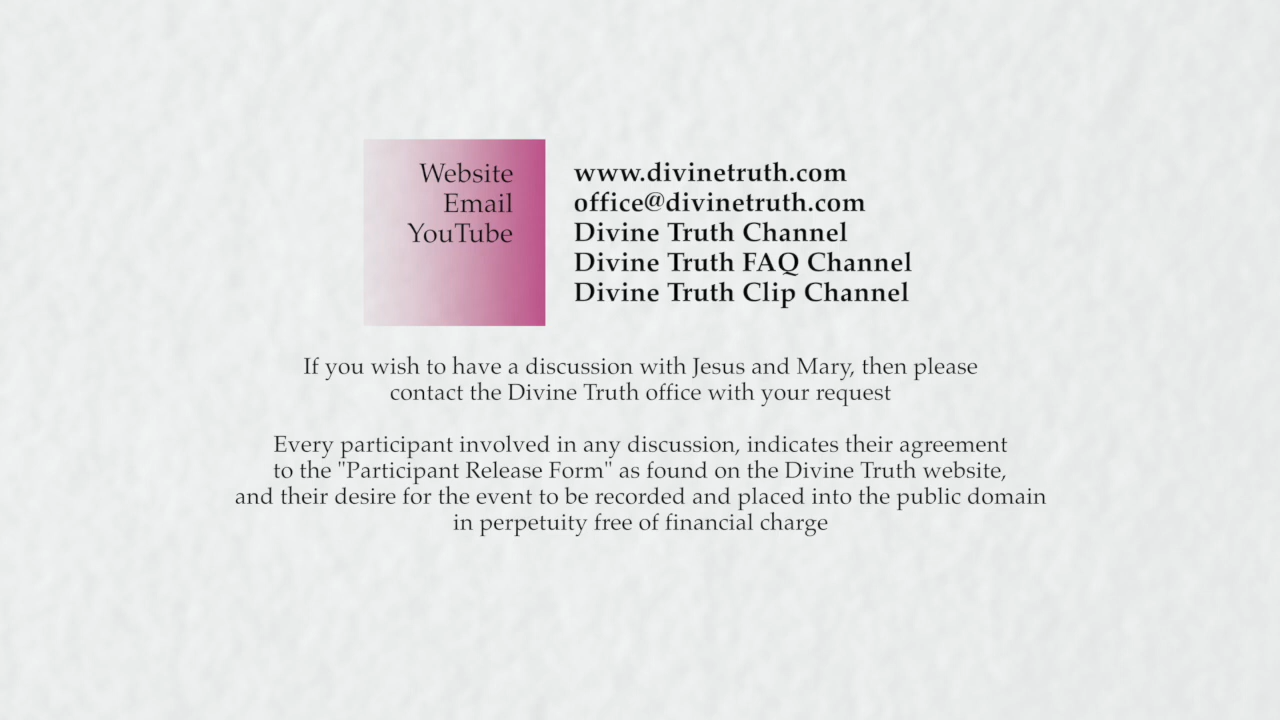 Website www.divinetruth.com
Email office@divinetruth.com
YouTube Divine Truth Channel
Divine Truth FAQ Channel
Divine Truth Clip Channel
If you wish to have a discussion with Jesus and Mary, then please
contact the Divine Truth office with your request
Every participant involved in any discussion, indicates their agreement
to the "Participant Release Form" as found on the Divine Truth website,
and their desire for the event to be recorded and placed into the public domain
in perpetuity free of financial charge